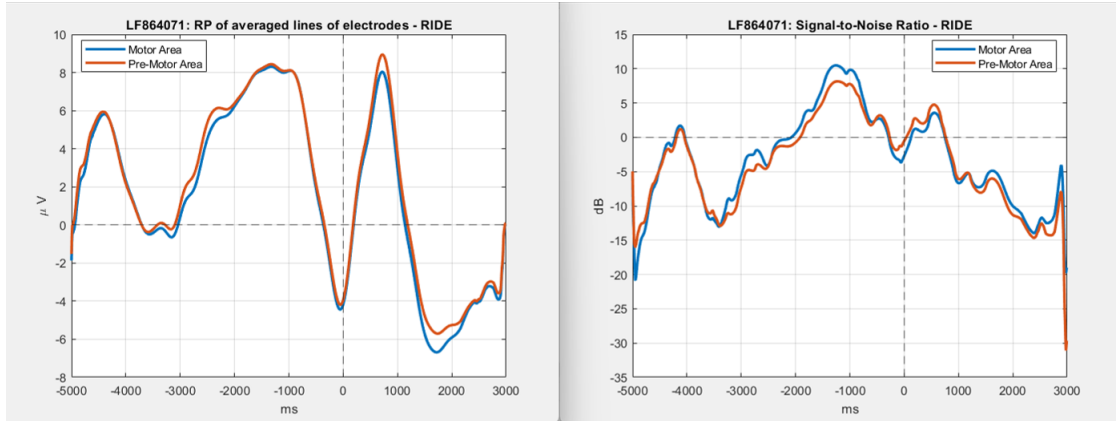 LF864071: RP of averaged lines of electrodes - RIDE
10
8
6
4
2
0
-2
-4
-6
-8
μ V
Motor Area
Pre-Motor Area
-5000 -4000 -3000 -2000 -1000 0 1000 2000 3000
ms
LF864071: Signal-to-Noise Ratio - RIDE
15
10
5
0
-5
-10
-15
-20
-25
-30
-35
dB
Motor Area
Pre-Motor Area
-5000 -4000 -3000 -2000 -1000 0 1000 2000 3000
ms